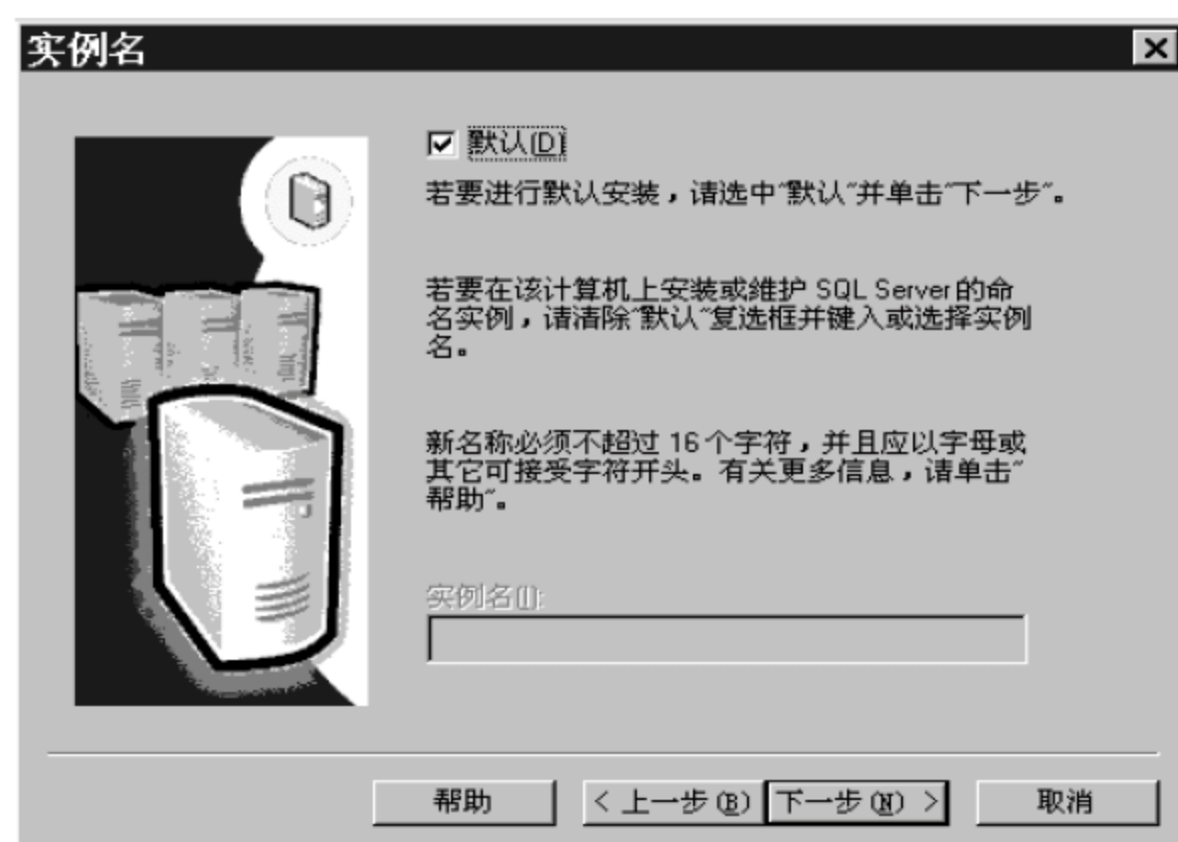 实例名
默认(D)
若要进行默认安装，请选中"默认"并单击"下一步"。
若要在该计算机上安装或维护 SQL Server的命
名实例，请清除"默认"复选框并键入或选择实例
名。
新名称必须不超过 16 个字符，并且应以字母或
其它可接受字符开头。有关更多信息，请单击"
帮助"。
实例名(I):
帮助
< 上一步(B)
下一步(N) >
取消